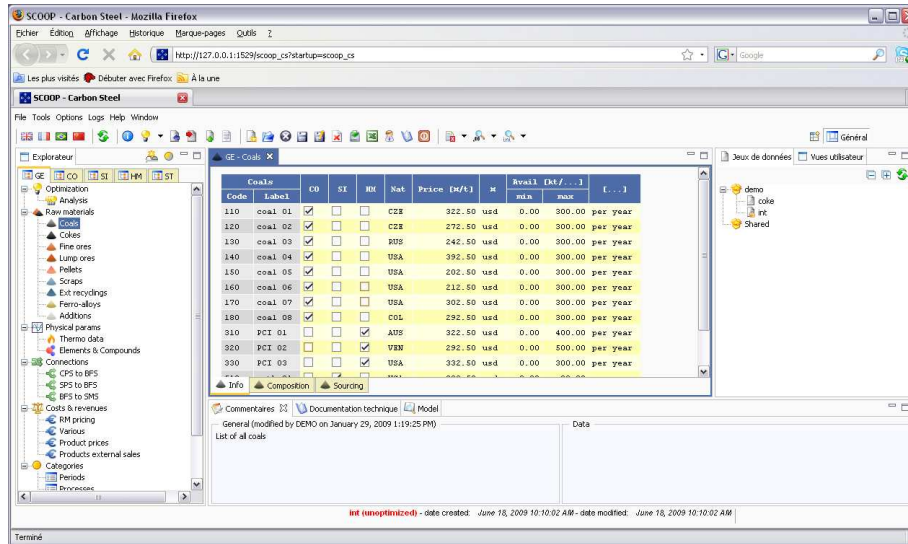 SCOOP - Carbon Steel - Mozilla Firefox
Fichier Édition Affichage Historique Marque-pages Outils ?
http://127.0.0.1:1529/scoop_cs?startup=scoop_cs
Google
Les plus visités Débuter avec Firefox À la une
SCOOP - Carbon Steel
File Tools Options Logs Help Window
Général
Explorateur
GE - Coals
Jeux de données Vues utilisateur
GE CO SI HM ST
Optimization
Analysis
Raw materials
Coals
Cokes
Fine ores
Lump ores
Pellets
Scraps
Ext recyclings
Ferro-alloys
Additions
Physical params
Thermo data
Elements & Compounds
Connections
CPS to BFS
SPS to BFS
BFS to SMS
Costs & revenues
RM pricing
Various
Product prices
Products external sales
Categories
Periods
Processes
Coals CO SI HM Nat Price [M/t] M Avail [kt/...] [...]
Code Label min max
110 coal 01 CZE 322.50 usd 0.00 300.00 per year
120 coal 02 CZE 272.50 usd 0.00 300.00 per year
130 coal 03 RUS 242.50 usd 0.00 300.00 per year
140 coal 04 USA 392.50 usd 0.00 300.00 per year
150 coal 05 USA 202.50 usd 0.00 300.00 per year
160 coal 06 USA 212.50 usd 0.00 300.00 per year
170 coal 07 USA 302.50 usd 0.00 300.00 per year
180 coal 08 COL 292.50 usd 0.00 300.00 per year
310 PCI 01 AUS 322.50 usd 0.00 400.00 per year
320 PCI 02 VEN 292.50 usd 0.00 500.00 per year
330 PCI 03 USA 332.50 usd 0.00 300.00 per year
Info Composition Sourcing
demo
coke
int
Shared
Commentaires Documentation technique Model
General (modified by DEMO on January 29, 2009 1:19:25 PM)
List of all coals
Data
int (unoptimized) - date created: June 18, 2009 10:10:02 AM - date modified: June 18, 2009 10:10:02 AM
Terminé